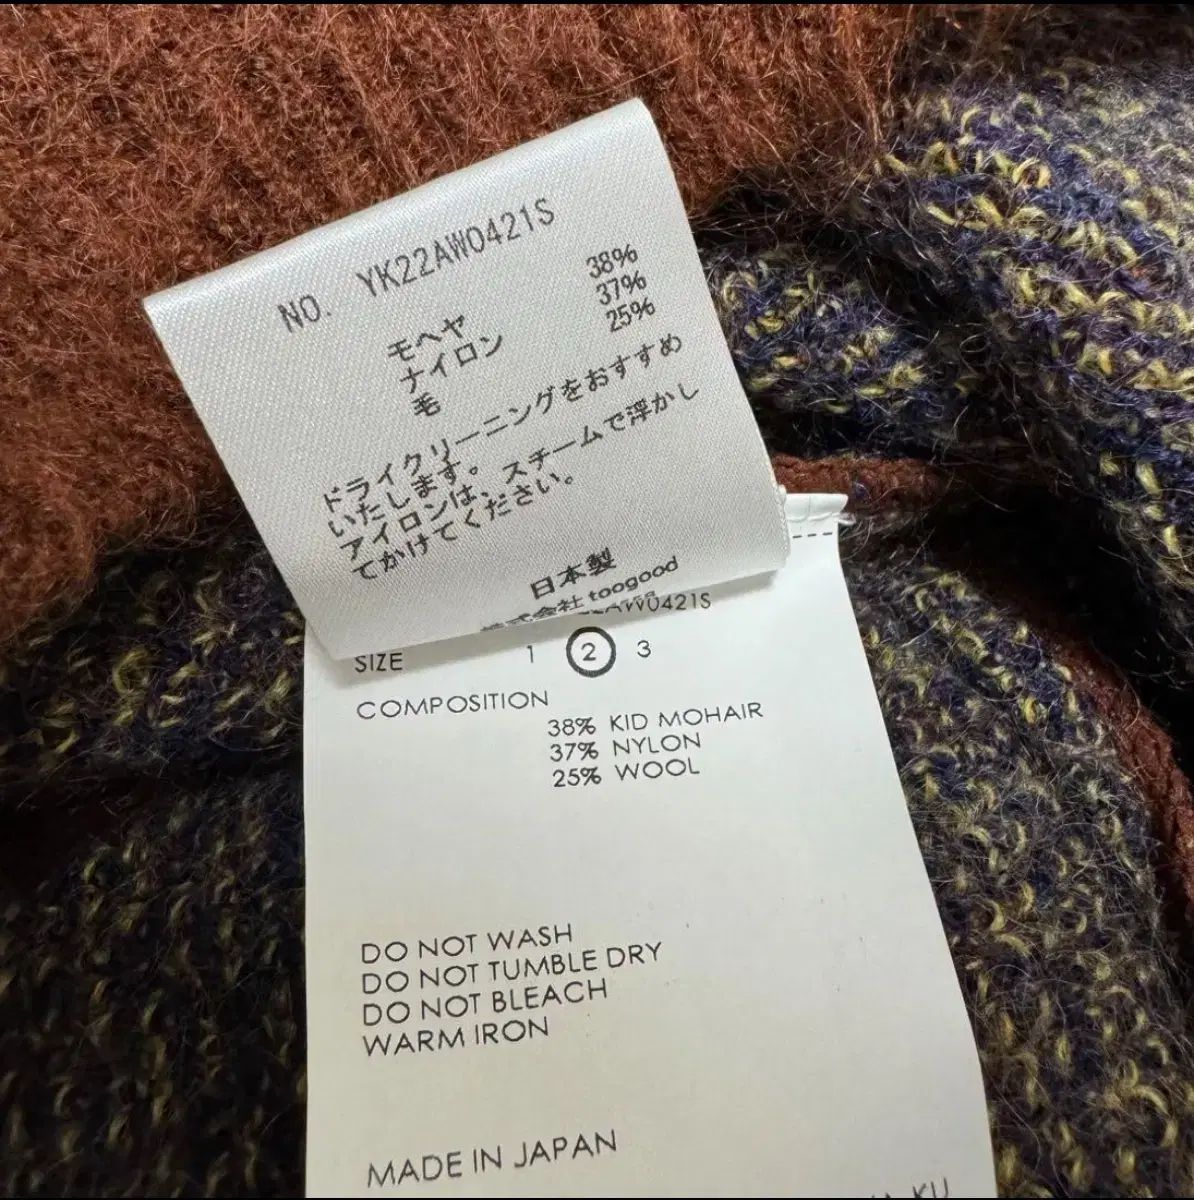 NO. YK22AW0421S
モヘヤ 38%
ナイロン 37%
毛 25%
ドライクリーニングをおすすめ
いたします。
アイロンは、スチームで浮かし
てかけてください。
日本製
株式会社 toogood
AW0421S
SIZE 1 2 3
COMPOSITION
38% KID MOHAIR
37% NYLON
25% WOOL
DO NOT WASH
DO NOT TUMBLE DRY
DO NOT BLEACH
WARM IRON
MADE IN JAPAN